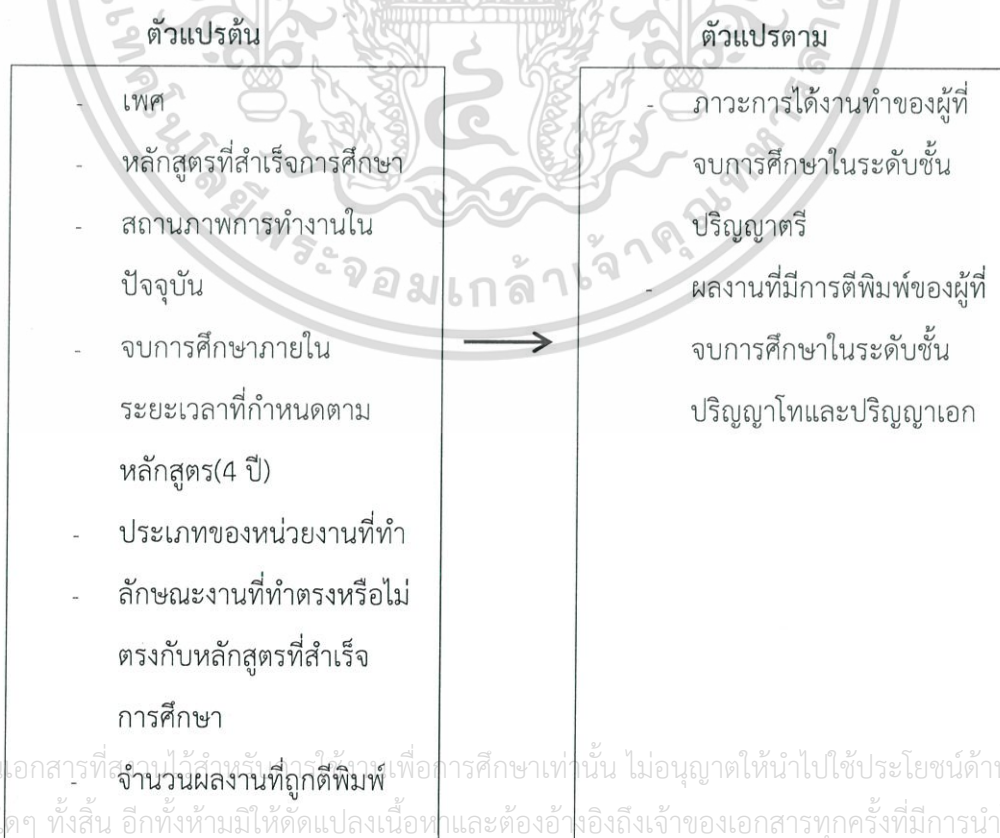 ตัวแปรต้น
- เพศ
- หลักสูตรที่สำเร็จการศึกษา
- สถานภาพการทำงานใน
ปัจจุบัน
- จบการศึกษาภายใน
ระยะเวลาที่กำหนดตาม
หลักสูตร(4 ปี)
- ประเภทของหน่วยงานที่ทำ
- ลักษณะงานที่ทำตรงหรือไม่
ตรงกับหลักสูตรที่สำเร็จ
การศึกษา
- จำนวนผลงานที่ถูกตีพิมพ์
ตัวแปรตาม
- ภาวะการได้งานทำของผู้ที่
จบการศึกษาในระดับชั้น
ปริญญาตรี
- ผลงานที่มีการตีพิมพ์ของผู้ที่
จบการศึกษาในระดับชั้น
ปริญญาโทและปริญญาเอก
พระจอมเกล้าเจ้าคุณทหาร
เพื่อการศึกษาเท่านั้น ไม่อนุญาตให้นำไปใช้ประโยชน์ด้าน
ทั้งสิ้น อีกทั้งห้ามมิให้ดัดแปลงเนื้อหาและต้องอ้างอิงถึงเจ้าของเอกสารทุกครั้งที่มีการนำ